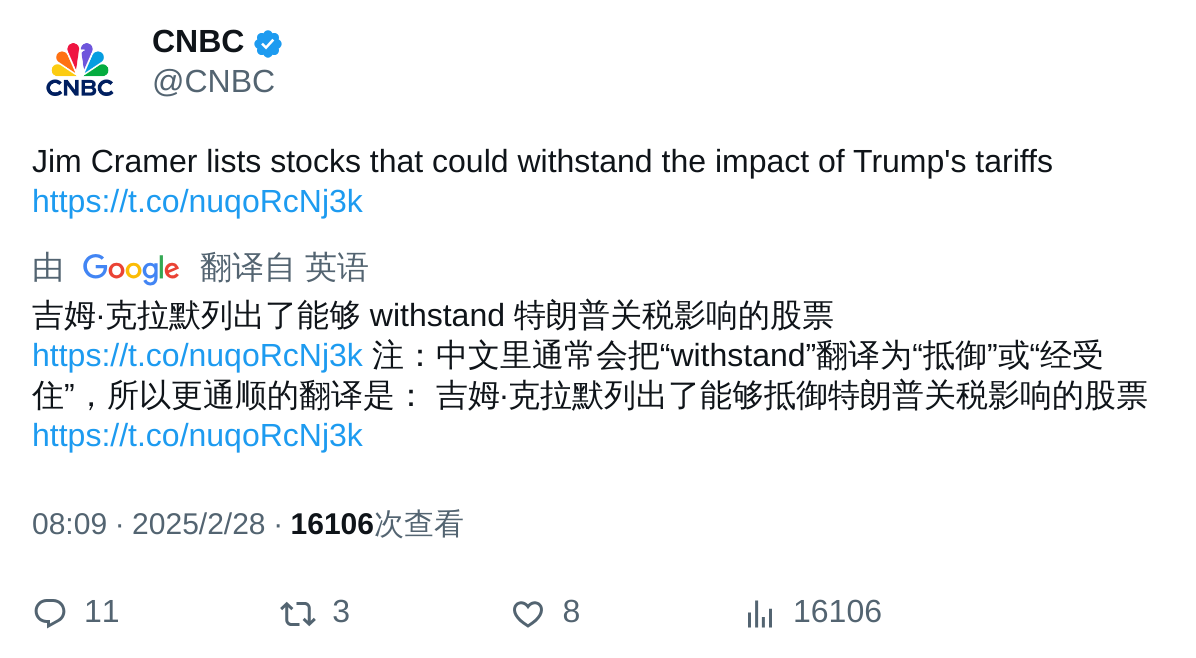 CNBC
@CNBC
CNBC
Jim Cramer lists stocks that could withstand the impact of Trump's tariffs
https://t.co/nuqoRcNj3k
由 Google 翻译自 英语
吉姆·克拉默列出了能够 withstand 特朗普关税影响的股票
https://t.co/nuqoRcNj3k 注：中文里通常会把“withstand”翻译为“抵御”或“经受
住”，所以更通顺的翻译是： 吉姆·克拉默列出了能够抵御特朗普关税影响的股票
https://t.co/nuqoRcNj3k
08:09 · 2025/2/28 · 16106次查看
11 3 8 16106